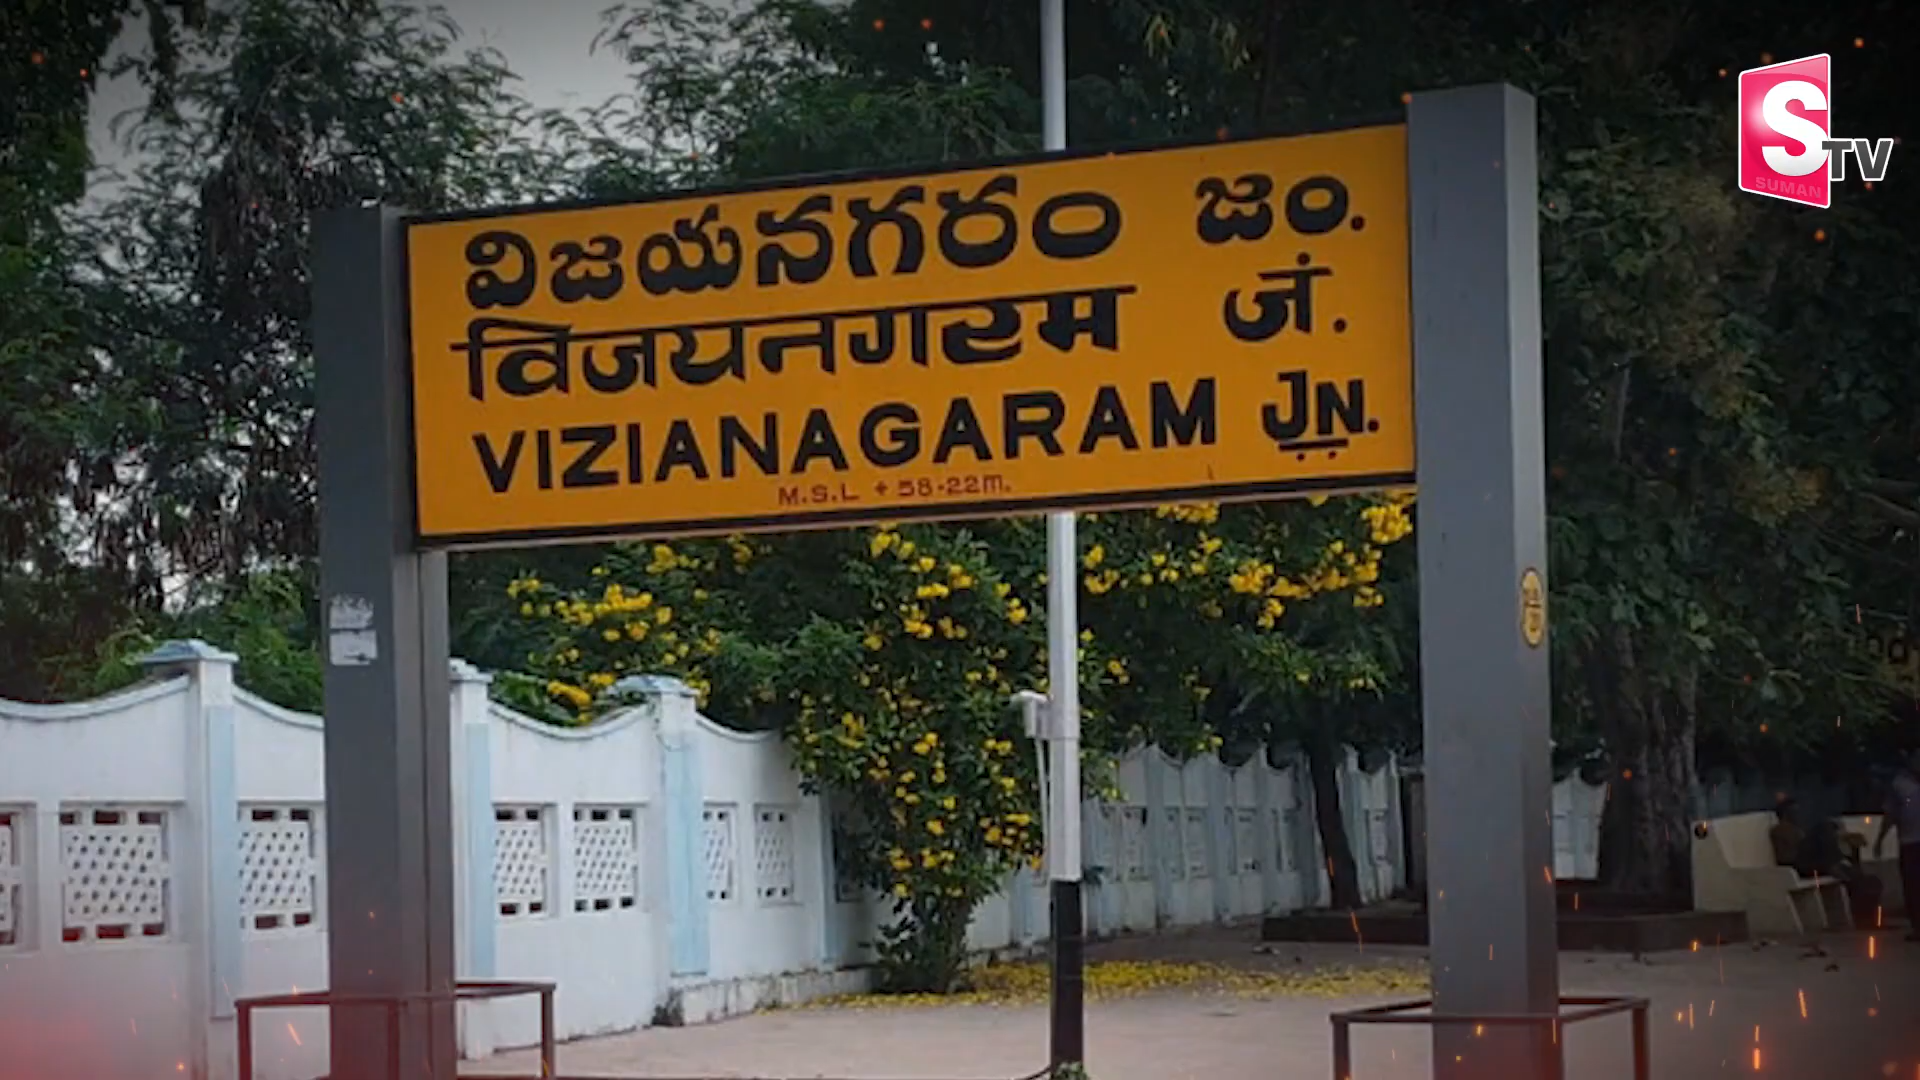 విజయనగరం జం.
विजयनगरम जं.
VIZIANAGARAM JN.
M.S.L + 58.22m.
S TV
SUMAN